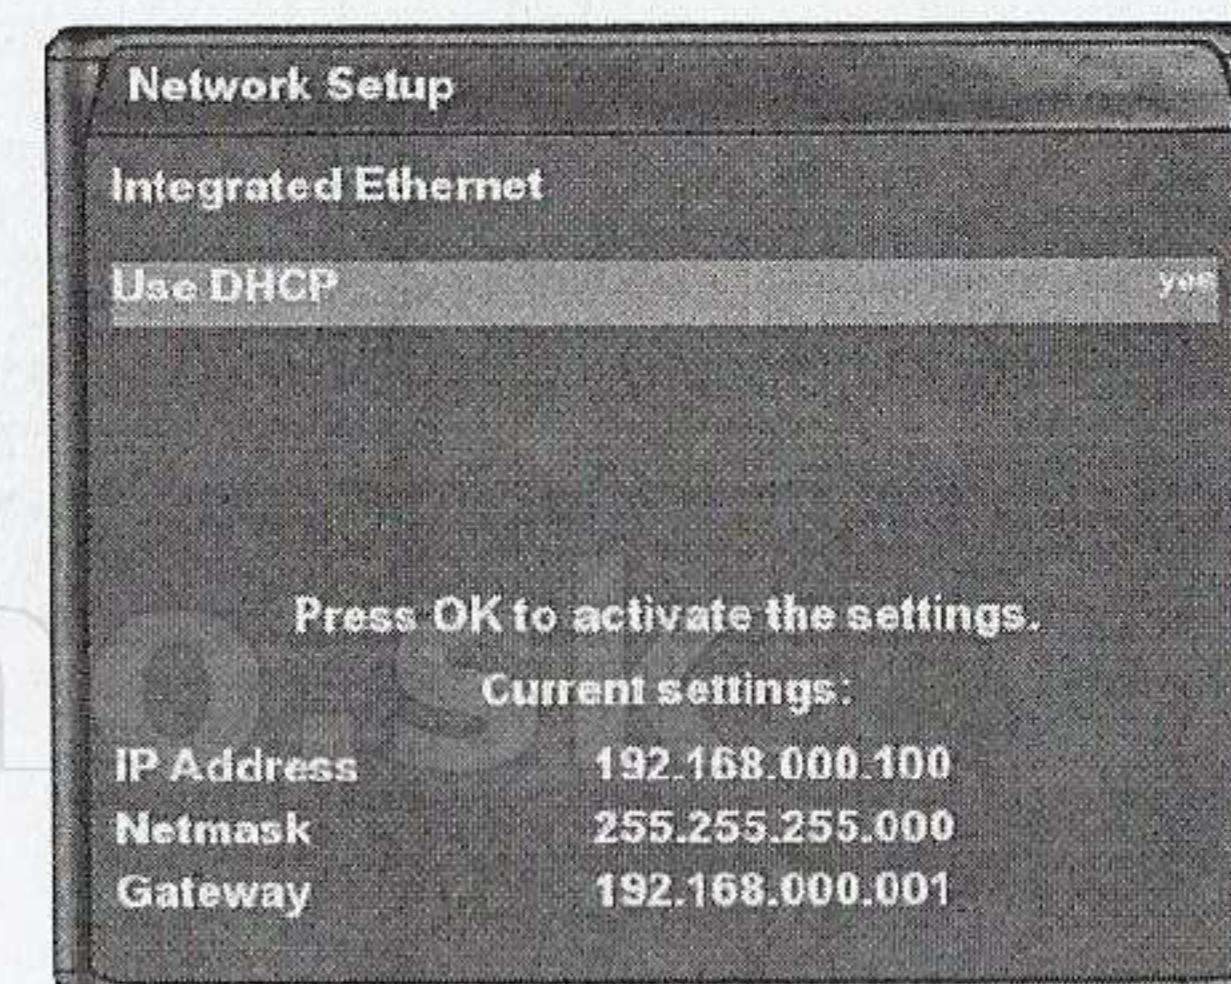 Network Setup
Integrated Ethernet
Use DHCP yes
Press OK to activate the settings.
Current settings:
IP Address 192.168.000.100
Netmask 255.255.255.000
Gateway 192.168.000.001